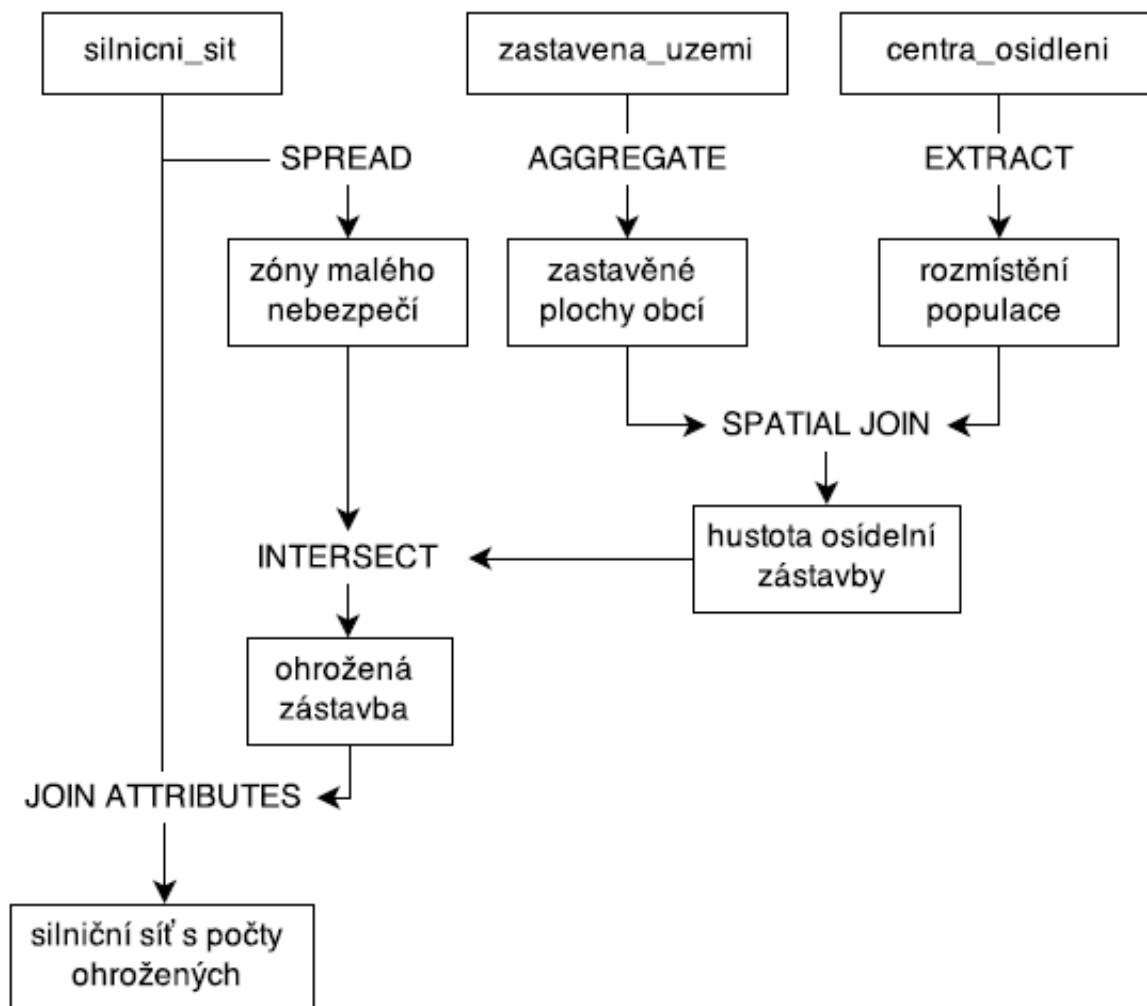 silnicni_sit
zastavena_uzemi
centra_osidleni
SPREAD
AGGREGATE
EXTRACT
zóny malého
nebezpečí
zastavěné
plochy obcí
rozmístění
populace
SPATIAL JOIN
INTERSECT
hustota osídelní
zástavby
ohrožená
zástavba
JOIN ATTRIBUTES
silniční síť s počty
ohrožených